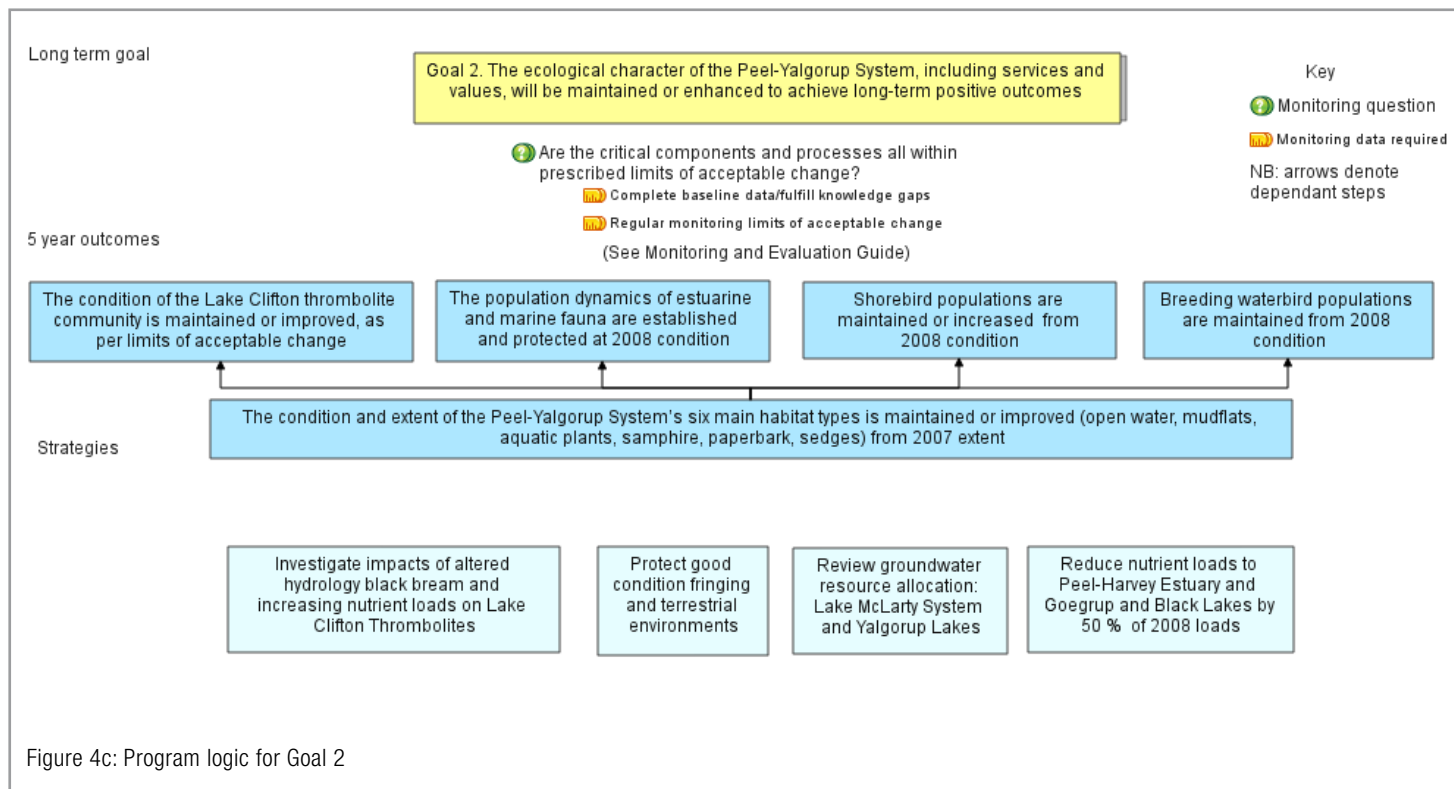 Long term goal
Goal 2. The ecological character of the Peel-Yalgorup System, including services and
values, will be maintained or enhanced to achieve long-term positive outcomes
Key
Monitoring question
Monitoring data required
NB: arrows denote
dependant steps
Are the critical components and processes all within
prescribed limits of acceptable change?
Complete baseline data/fulfill knowledge gaps
Regular monitoring limits of acceptable change
(See Monitoring and Evaluation Guide)
5 year outcomes
The condition of the Lake Clifton thrombolite
community is maintained or improved, as
per limits of acceptable change
The population dynamics of estuarine
and marine fauna are established
and protected at 2008 condition
Shorebird populations are
maintained or increased from
2008 condition
Breeding waterbird populations
are maintained from 2008
condition
The condition and extent of the Peel-Yalgorup System's six main habitat types is maintained or improved (open water, mudflats,
aquatic plants, samphire, paperbark, sedges) from 2007 extent
Strategies
Investigate impacts of altered
hydrology black bream and
increasing nutrient loads on Lake
Clifton Thrombolites
Protect good
condition fringing
and terrestrial
environments
Review groundwater
resource allocation:
Lake McLarty System
and Yalgorup Lakes
Reduce nutrient loads to
Peel-Harvey Estuary and
Goegrup and Black Lakes by
50 % of 2008 loads
Figure 4c: Program logic for Goal 2